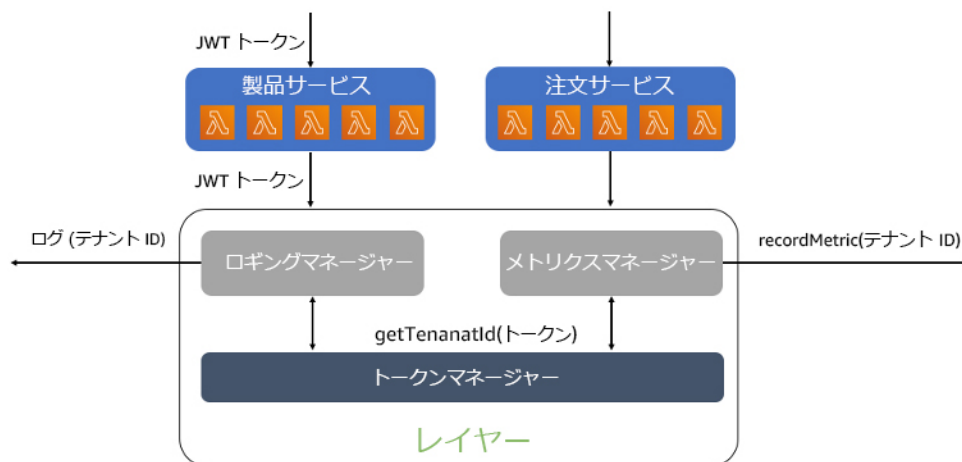 JWT トークン
製品サービス
注文サービス
JWT トークン
ログ (テナント ID)
ロギングマネージャー
メトリクスマネージャー
recordMetric(テナント ID)
getTenanatId(トークン)
トークンマネージャー
レイヤー